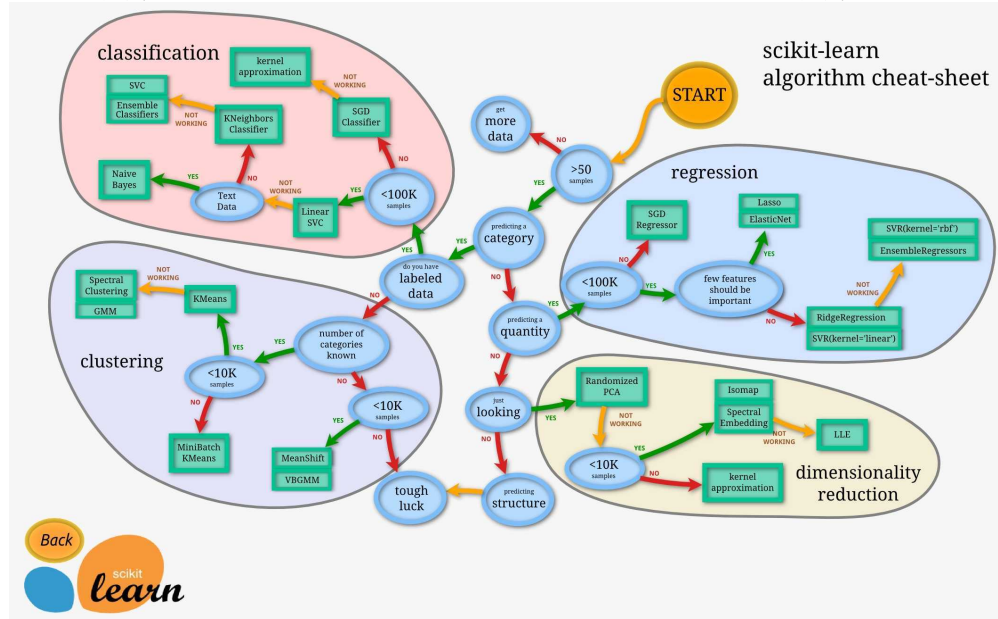 scikit-learn
algorithm cheat-sheet
START
classification
kernel
approximation
NOT
WORKING
SVC
Ensemble
Classifiers
NOT
WORKING
KNeighbors
Classifier
SGD
Classifier
NO
Naive
Bayes
YES
Text
Data
NO
NOT
WORKING
Linear
SVC
YES
<100K
samples
YES
get
more
data
NO
>50
samples
YES
predicting a
category
YES
do you have
labeled
data
NO
NO
predicting a
quantity
YES
NO
just
looking
YES
NO
predicting
structure
tough
luck
regression
SGD
Regressor
NO
<100K
samples
YES
Lasso
ElasticNet
YES
few features
should be
important
NO
SVR(kernel='rbf')
EnsembleRegressors
NOT
WORKING
RidgeRegression
SVR(kernel='linear')
clustering
Spectral
Clustering
GMM
NOT
WORKING
KMeans
YES
<10K
samples
YES
number of
categories
known
NO
NO
MiniBatch
KMeans
<10K
samples
YES
NO
MeanShift
VBGMM
Randomized
PCA
NOT
WORKING
<10K
samples
YES
NO
Isomap
Spectral
Embedding
NOT
WORKING
LLE
kernel
approximation
dimensionality
reduction
Back
scikit
learn